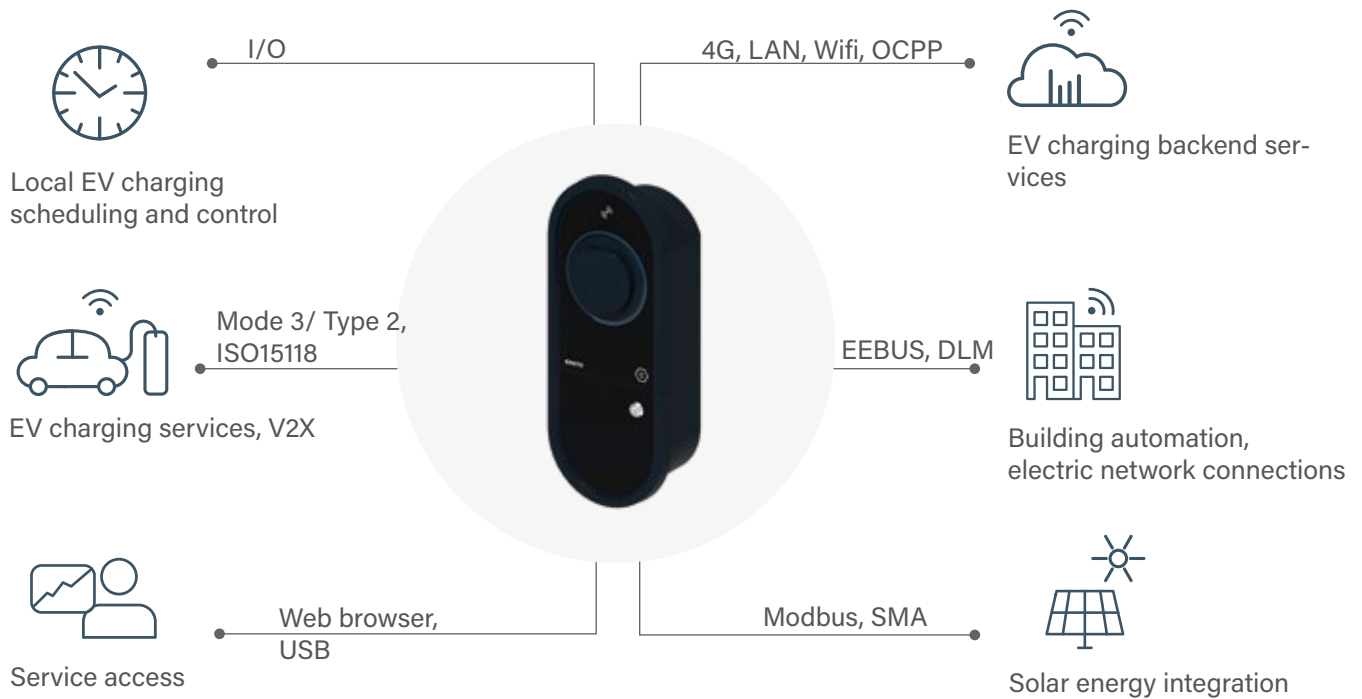 I/O
4G, LAN, Wifi, OCPP
Local EV charging
scheduling and control
EV charging backend ser-
vices
Mode 3/ Type 2,
ISO15118
EV charging services, V2X
EEBUS, DLM
Building automation,
electric network connections
Web browser,
USB
Service access
Modbus, SMA
Solar energy integration